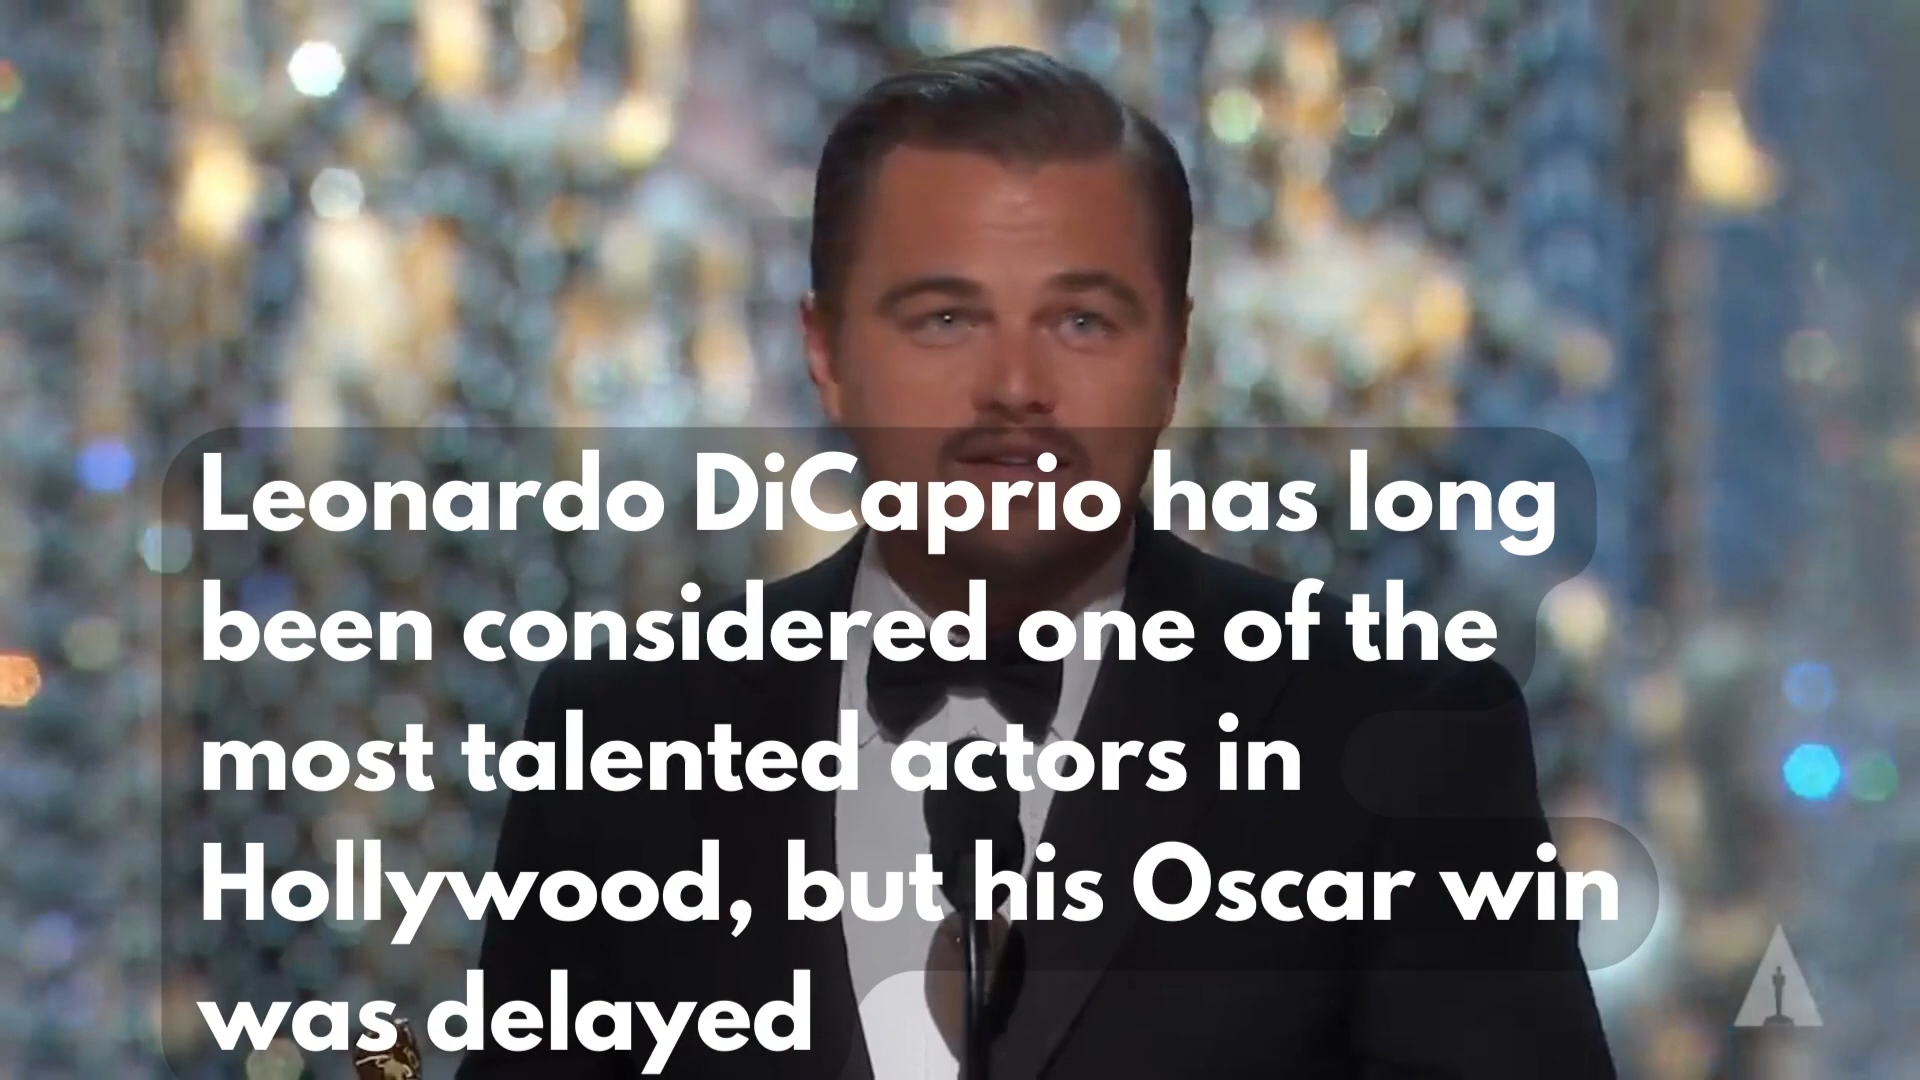 Leonardo DiCaprio has long
been considered one of the
most talented actors in
Hollywood, but his Oscar win
was delayed